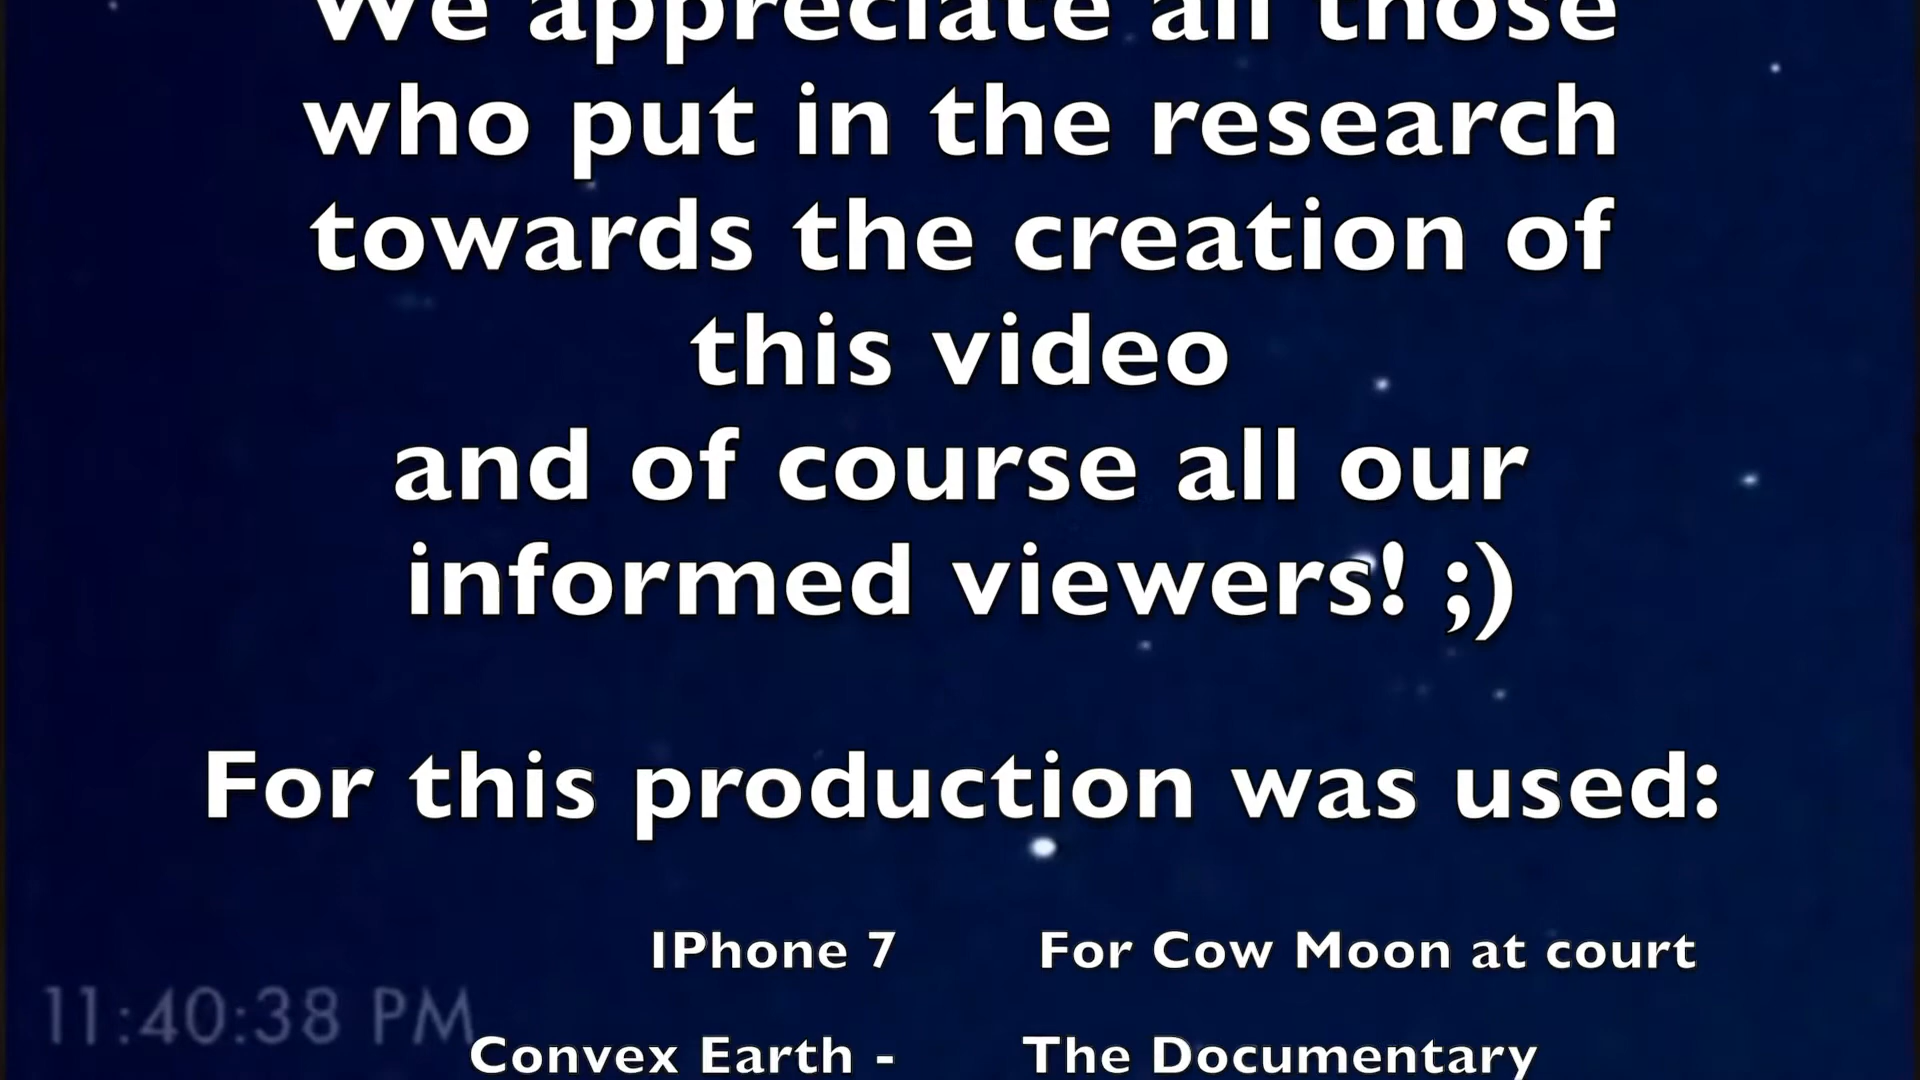 We appreciate all those
who put in the research
towards the creation of
this video
and of course all our
informed viewers! ;)
For this production was used:
IPhone 7 For Cow Moon at court
11:40:38 PM
Convex Earth - The Documentary